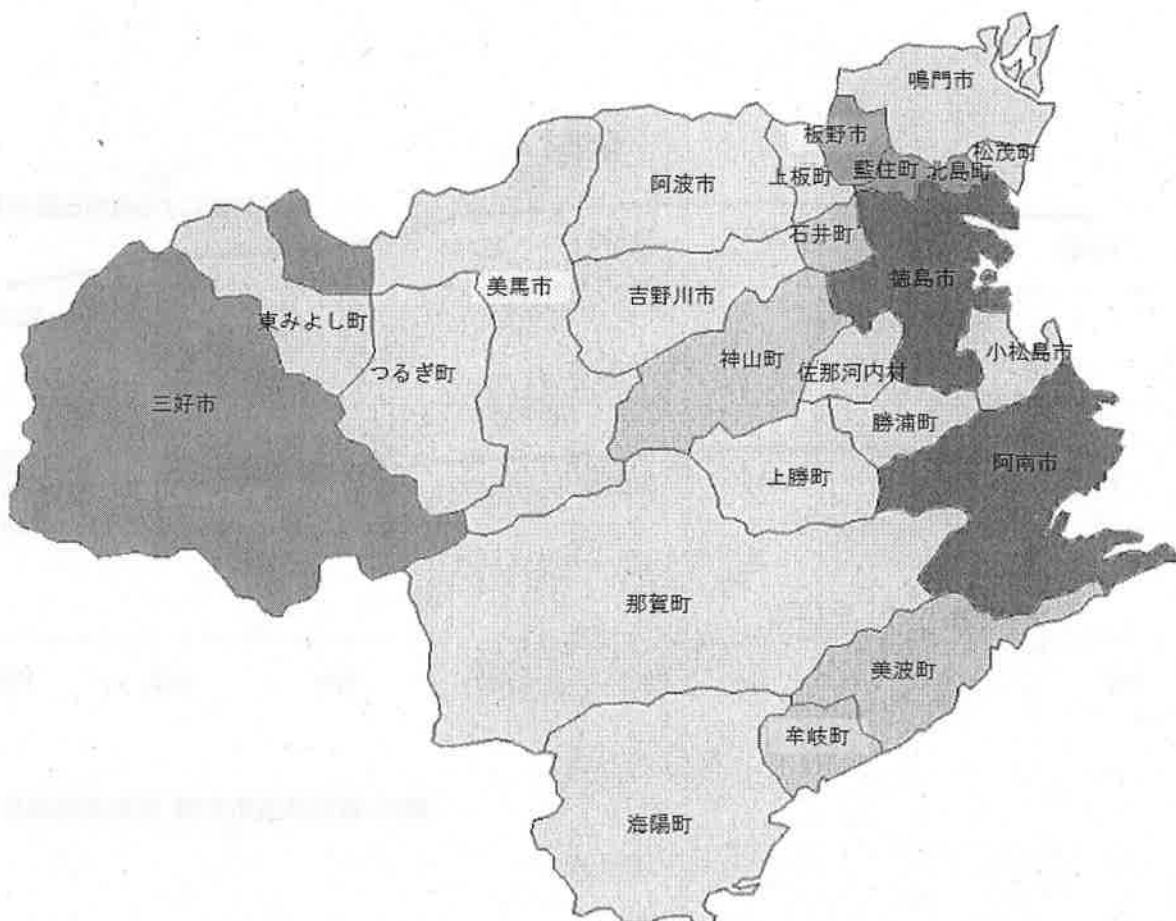 鳴門市
板野市
松茂町
藍住町
北島町
阿波市
上板町
石井町
徳島市
美馬市
吉野川市
東みよし町
神山町
小松島市
つるぎ町
佐那河内村
三好市
勝浦町
上勝町
阿南市
那賀町
美波町
牟岐町
海陽町